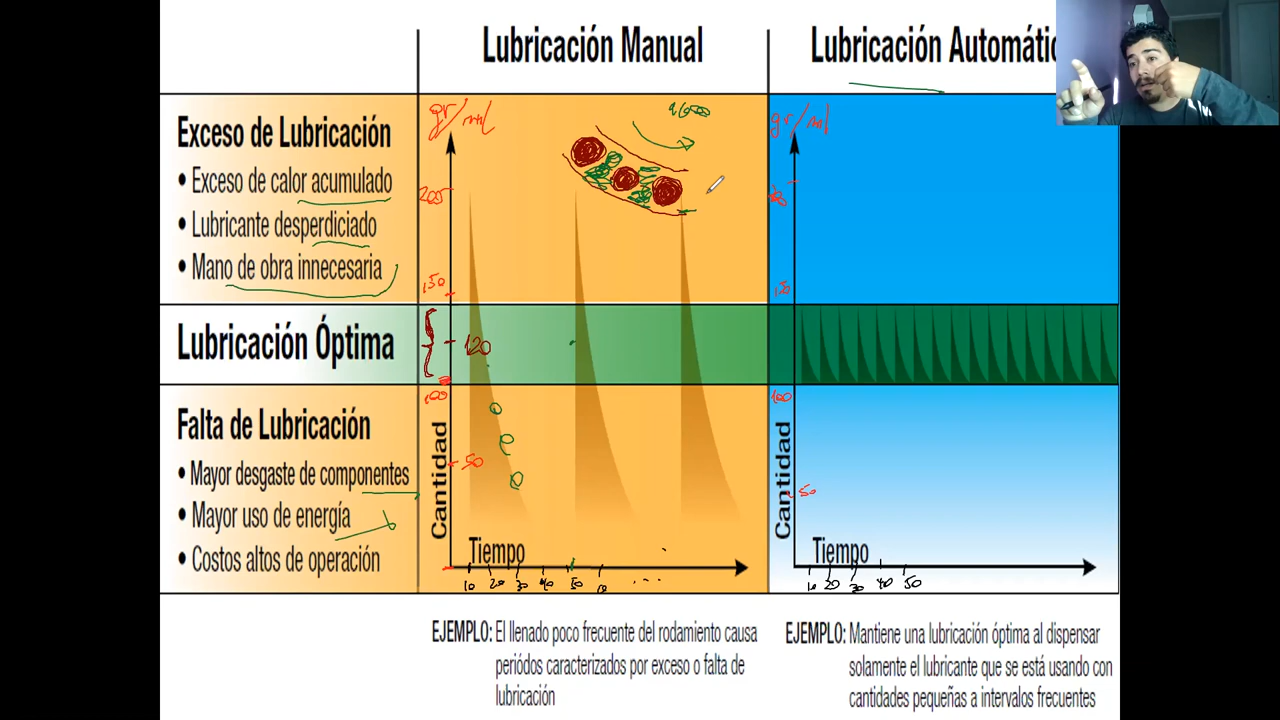 Lubricación Manual
Lubricación Automátic
Exceso de Lubricación
• Exceso de calor acumulado
• Lubricante desperdiciado
• Mano de obra innecesaria
gr/ml
200
150
gr/ml
150
Lubricación Óptima
120
Falta de Lubricación
• Mayor desgaste de componentes
• Mayor uso de energía
• Costos altos de operación
100
50
Cantidad
Tiempo
10 20 30 40 50
100
50
Cantidad
Tiempo
10 20 30 40 50
EJEMPLO: El llenado poco frecuente del rodamiento causa
periódos caracterizados por exceso o falta de
lubricación
EJEMPLO: Mantiene una lubricación óptima al dispensar
solamente el lubricante que se está usando con
cantidades pequeñas a intervalos frecuentes